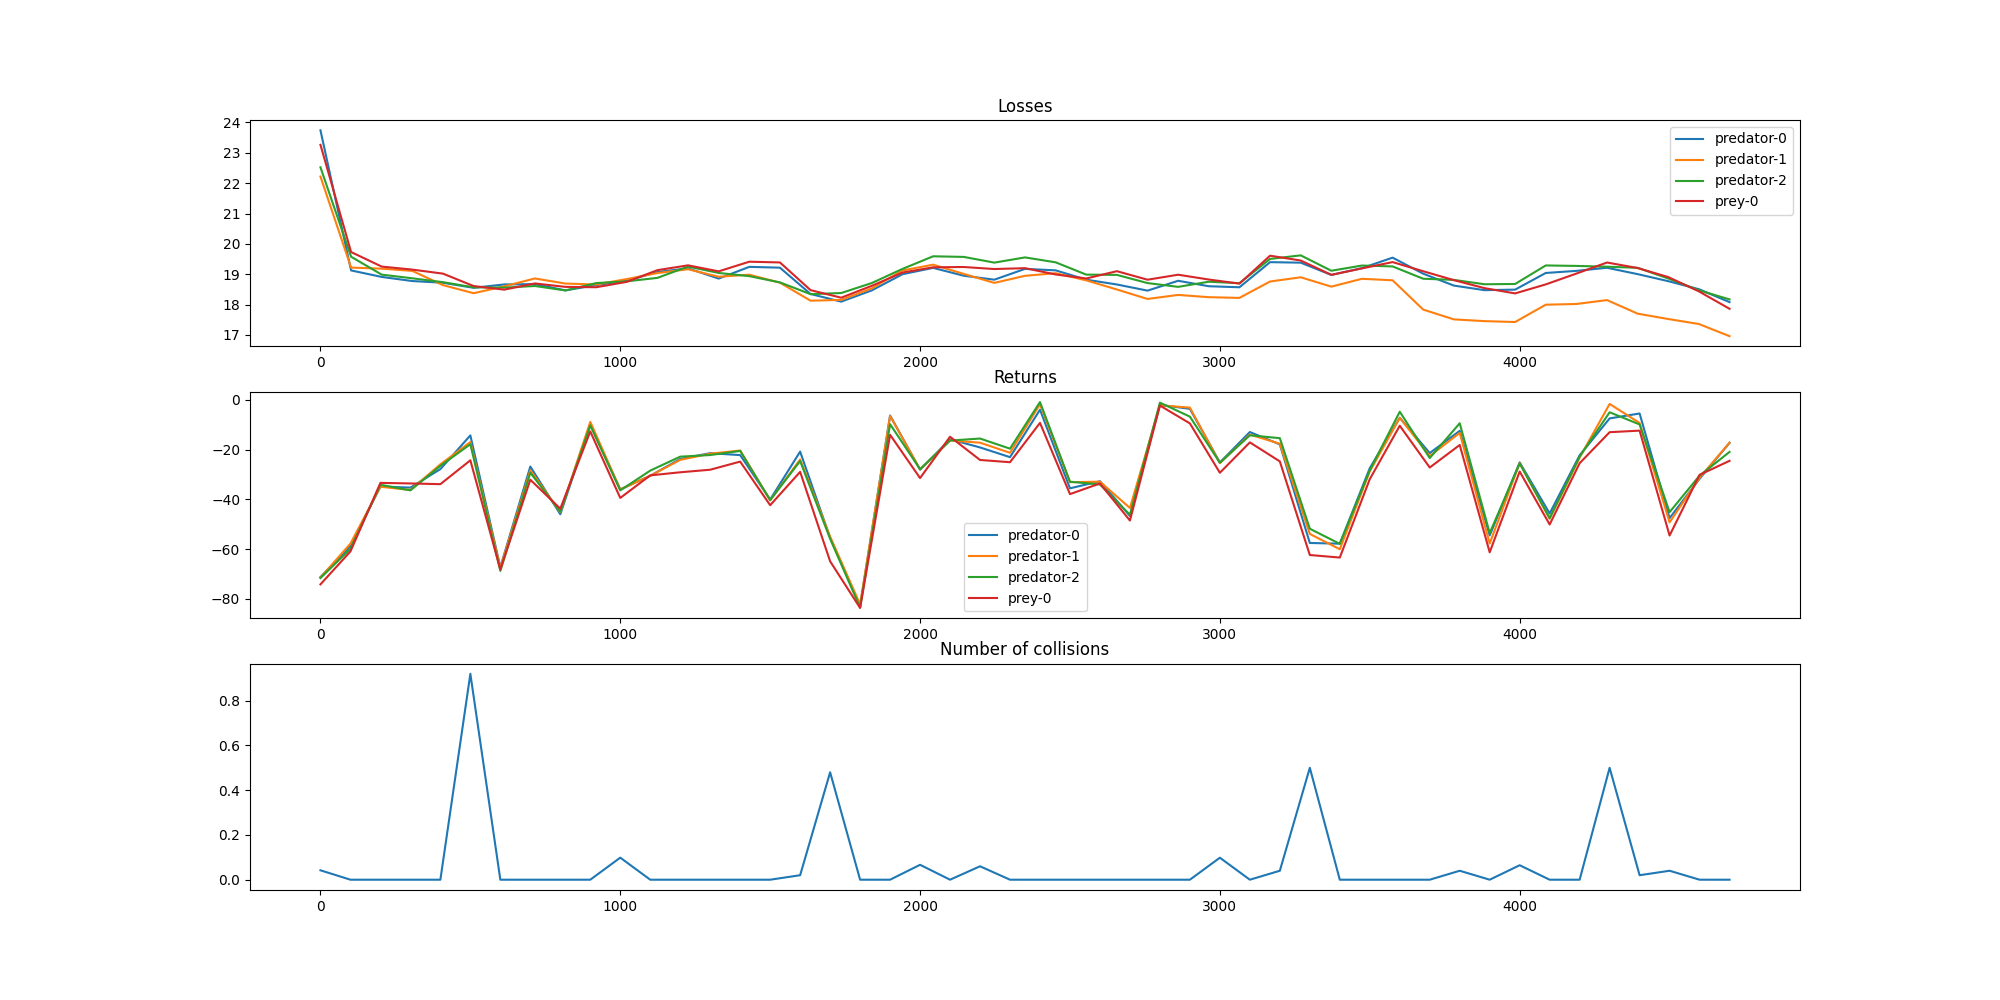 Losses
24
23
22
21
20
19
18
17
predator-0
predator-1
predator-2
prey-0
0 1000 2000 3000 4000
Returns
0
−20
−40
−60
−80
predator-0
predator-1
predator-2
prey-0
0 1000 2000 3000 4000
Number of collisions
0.8
0.6
0.4
0.2
0.0
0 1000 2000 3000 4000